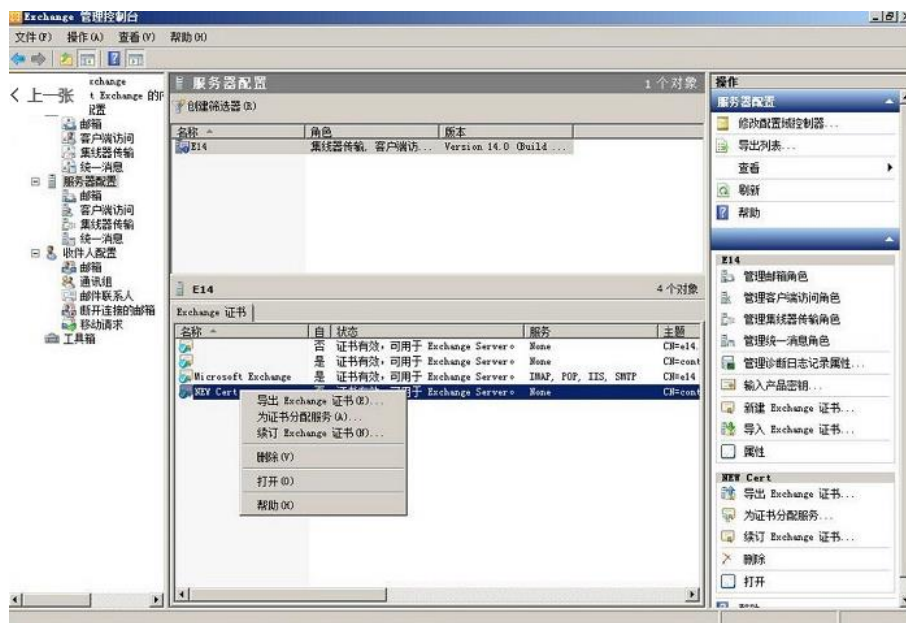 Exchange 管理控制台
文件(F) 操作(A) 查看(V) 帮助(H)
xchange
上一张
t Exchange 的
配置
邮箱
客户端访问
集线器传输
统一消息
服务器配置
邮箱
客户端访问
集线器传输
统一消息
收件人配置
邮箱
通讯组
邮件联系人
断开连接的邮箱
移动请求
工具箱
服务器配置 1 个对象
创建筛选器(R)
名称 角色 版本
E14 集线器传输, 客户端访... Version 14.0 (Build ...
E14 4 个对象
Exchange 证书
名称 自 状态 服务 主题
否 证书有效,可用于 Exchange Server。 None CN=e14.
是 证书有效,可用于 Exchange Server。 None CN=cont
Microsoft Exchange 是 证书有效,可用于 Exchange Server。 IMAP, POP, IIS, SMTP CN=e14
NEW Cert 用于 Exchange Server。 None CN=cont
导出 Exchange 证书(E)...
为证书分配服务(A)...
续订 Exchange 证书(W)...
删除(V)
打开(O)
帮助(H)
操作
服务器配置
修改配置域控制器...
导出列表...
查看
刷新
帮助
E14
管理邮箱角色
管理客户端访问角色
管理集线器传输角色
管理统一消息角色
管理诊断日志记录属性...
输入产品密钥...
新建 Exchange 证书...
导入 Exchange 证书...
属性
NEW Cert
导出 Exchange 证书...
为证书分配服务...
续订 Exchange 证书...
删除
打开